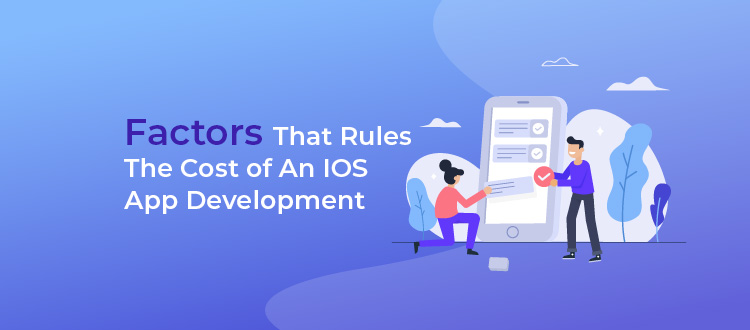 Factors That Rules
The Cost of An IOS
App Development